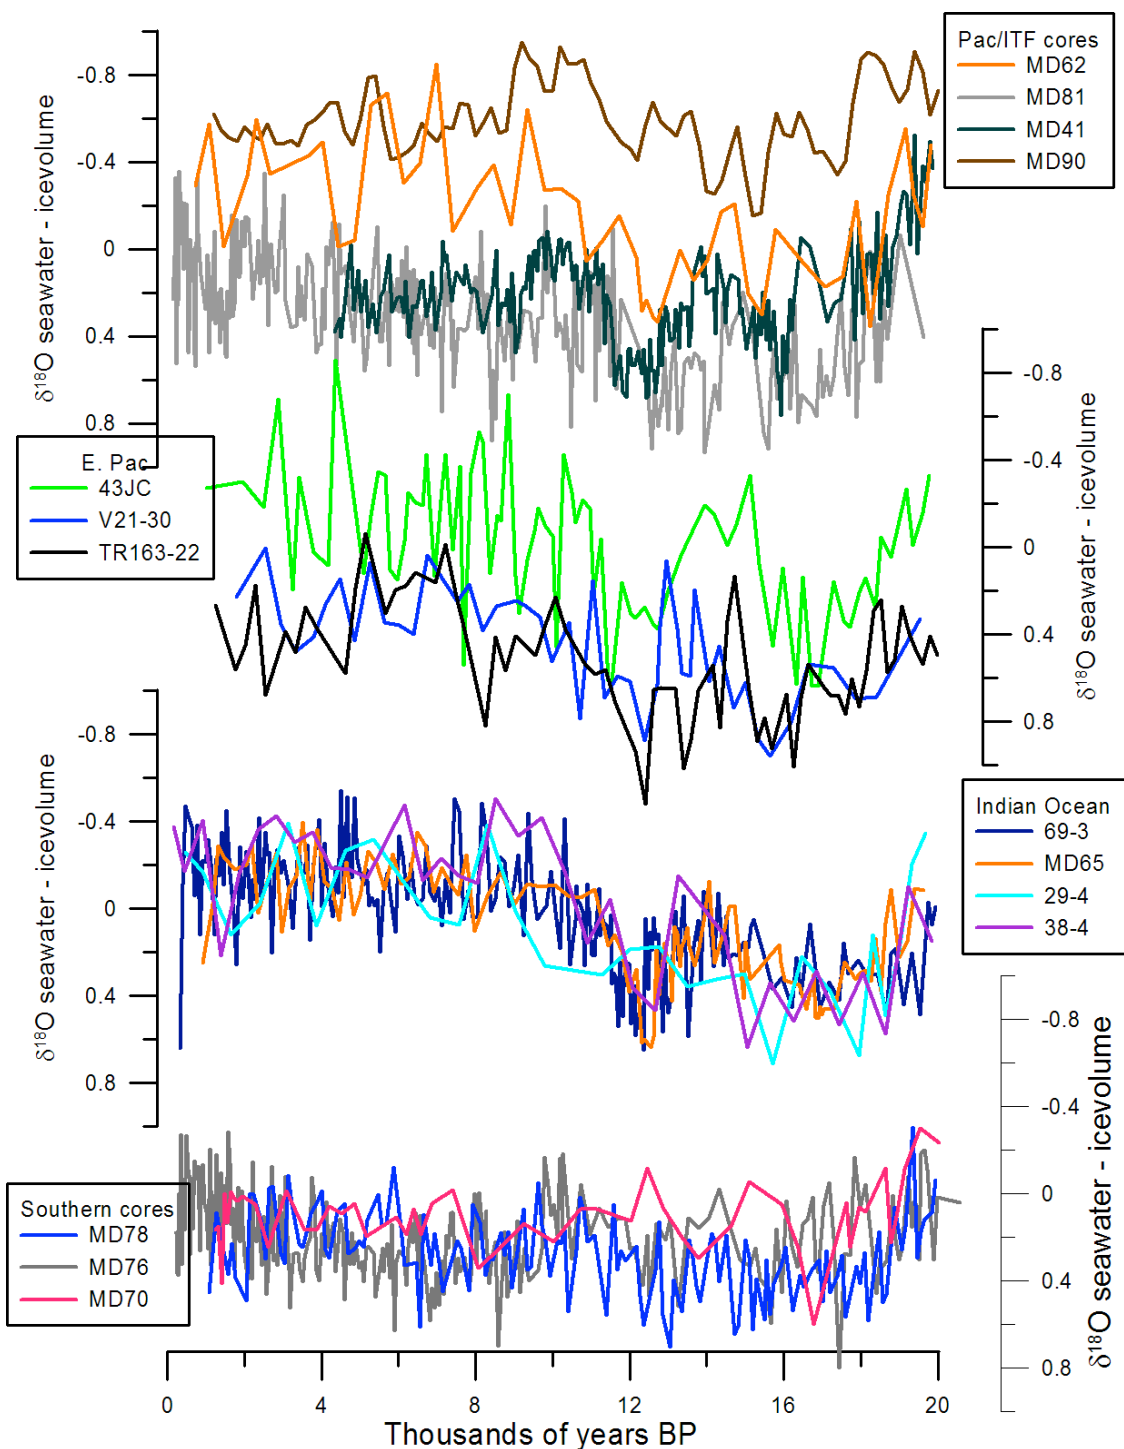 Pac/ITF cores
MD62
MD81
MD41
MD90
-0.8
-0.4
0
0.4
0.8
δ18O seawater - icevolume
-0.8
-0.4
0
0.4
0.8
δ18O seawater - icevolume
E. Pac
43JC
V21-30
TR163-22
-0.8
-0.4
0
0.4
0.8
δ18O seawater - icevolume
Indian Ocean
69-3
MD65
29-4
38-4
-0.8
-0.4
0
0.4
0.8
δ18O seawater - icevolume
Southern cores
MD78
MD76
MD70
0 4 8 12 16 20
Thousands of years BP